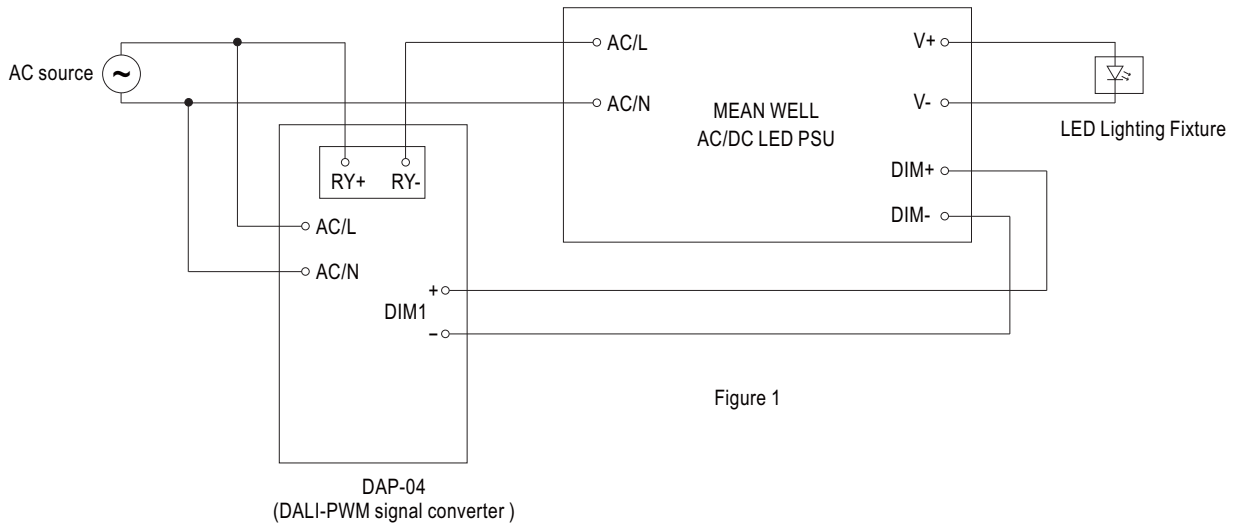 AC source
~
AC/L
AC/N
MEAN WELL
AC/DC LED PSU
V+
V-
DIM+
DIM-
LED Lighting Fixture
RY+ RY-
AC/L
AC/N
+
DIM1
-
Figure 1
DAP-04
(DALI-PWM signal converter )